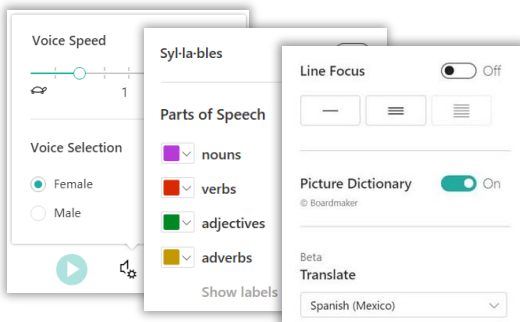 Voice Speed
1
Voice Selection
Female
Male
Syl·la·bles
Parts of Speech
nouns
verbs
adjectives
adverbs
Show labels
Line Focus
Off
Picture Dictionary
On
© Boardmaker
Beta
Translate
Spanish (Mexico)